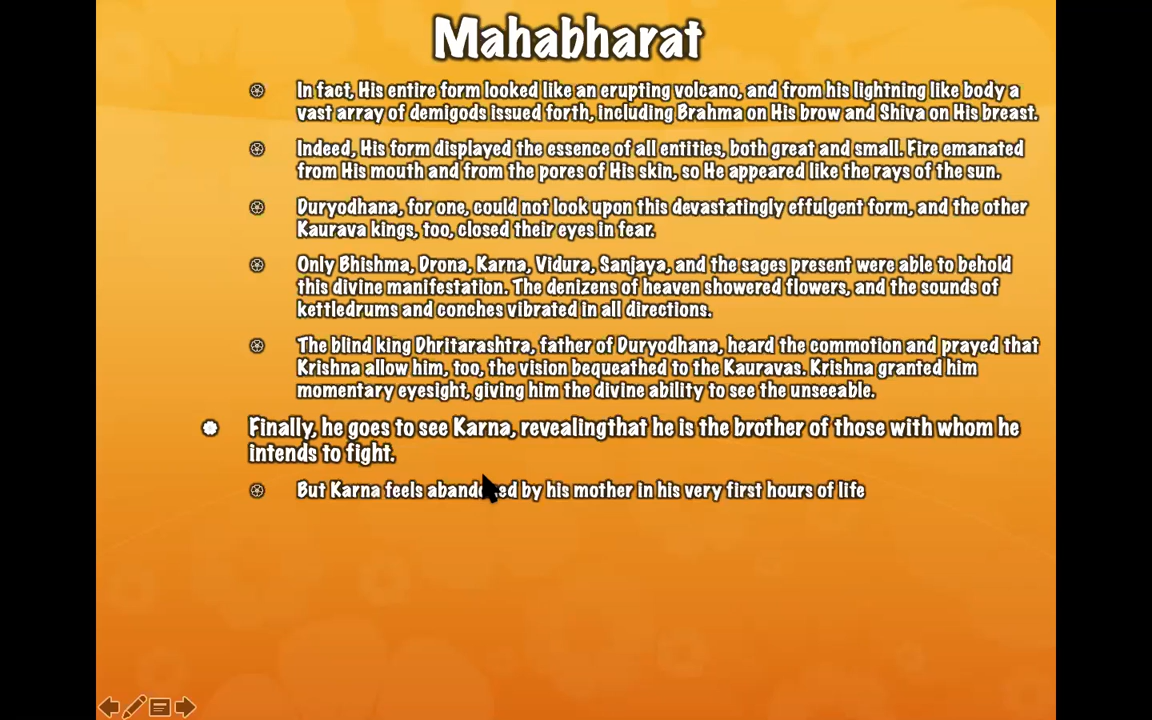 Mahabharat
In fact, His entire form looked like an erupting volcano, and from his lightning like body a
vast array of demigods issued forth, including Brahma on His brow and Shiva on His breast.
Indeed, His form displayed the essence of all entities, both great and small. Fire emanated
from His mouth and from the pores of His skin, so He appeared like the rays of the sun.
Duryodhana, for one, could not look upon this devastatingly effulgent form, and the other
Kaurava kings, too, closed their eyes in fear.
Only Bhishma, Drona, Karna, Vidura, Sanjaya, and the sages present were able to behold
this divine manifestation. The denizens of heaven showered flowers, and the sounds of
kettledrums and conches vibrated in all directions.
The blind king Dhritarashtra, father of Duryodhana, heard the commotion and prayed that
Krishna allow him, too, the vision bequeathed to the Kauravas. Krishna granted him
momentary eyesight, giving him the divine ability to see the unseeable.
Finally, he goes to see Karna, revealingthat he is the brother of those with whom he
intends to fight.
But Karna feels abandoned by his mother in his very first hours of life